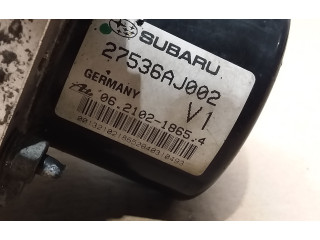 SUBARU
27536AJ002
GERMANY
V1
06.2102-1865.4